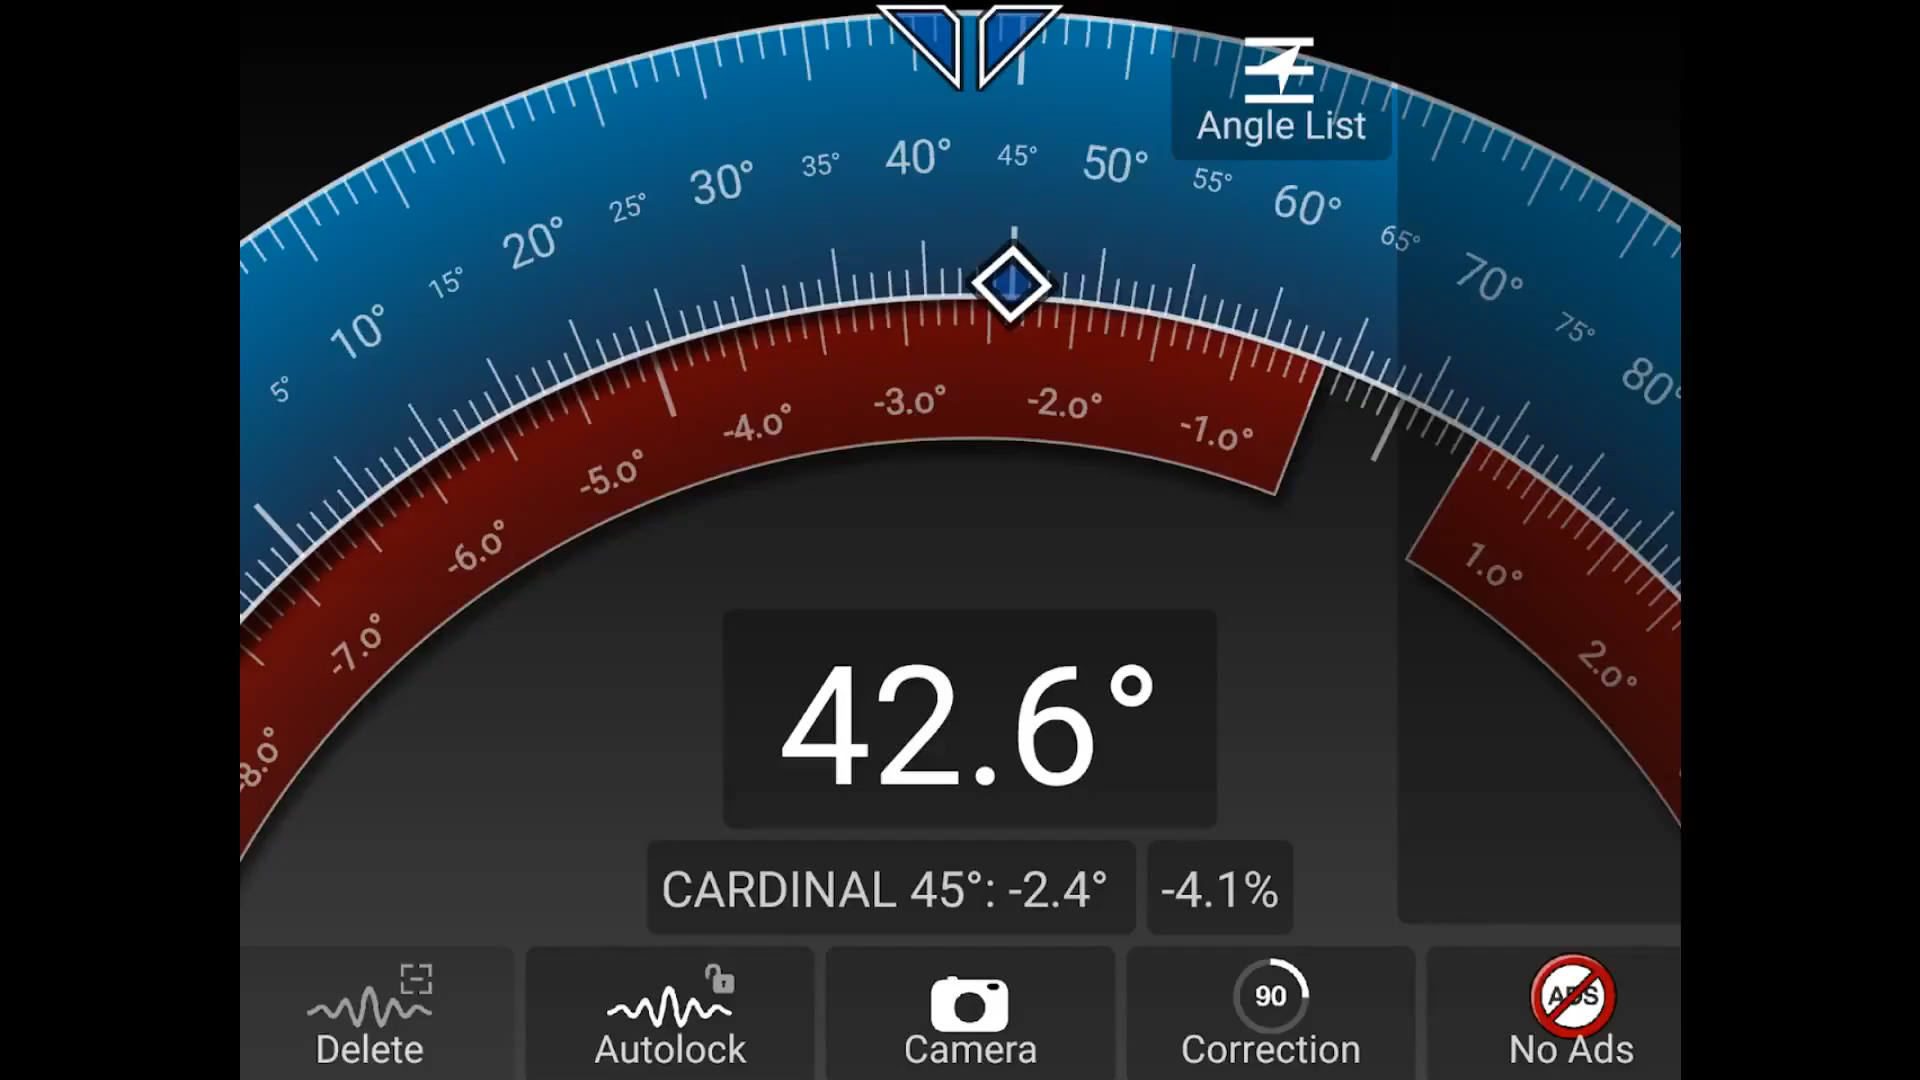 Angle List
5° 10° 15° 20° 25° 30° 35° 40° 45° 50° 55° 60° 65° 70° 75° 80°
-8.0° -7.0° -6.0° -5.0° -4.0° -3.0° -2.0° -1.0° 1.0° 2.0°
42.6°
CARDINAL 45°: -2.4° -4.1%
90 ADS
Delete Autolock Camera Correction No Ads